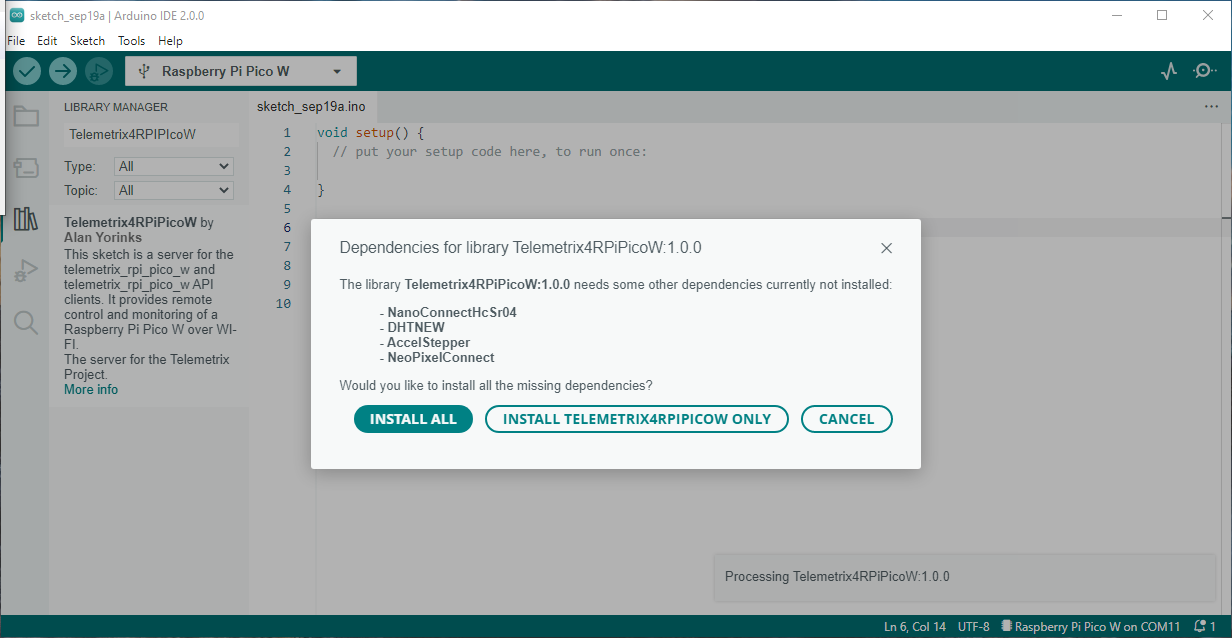 sketch_sep19a | Arduino IDE 2.0.0
File Edit Sketch Tools Help
Raspberry Pi Pico W
LIBRARY MANAGER
Telemetrix4RPIPIcoW
Type: All
Topic: All
Telemetrix4RPiPicoW by
Alan Yorinks
This sketch is a server for the
telemetrix_rpi_pico_w and
telemetrix_rpi_pico_w API
clients. It provides remote
control and monitoring of a
Raspberry Pi Pico W over WI-
FI.
The server for the Telemetrix
Project.
More info
sketch_sep19a.ino
1 void setup() {
2 // put your setup code here, to run once:
3
4 }
5
6
7
8
9
10
Dependencies for library Telemetrix4RPiPicoW:1.0.0
The library Telemetrix4RPiPicoW:1.0.0 needs some other dependencies currently not installed:
- NanoConnectHcSr04
- DHTNEW
- AccelStepper
- NeoPixelConnect
Would you like to install all the missing dependencies?
INSTALL ALL INSTALL TELEMETRIX4RPIPICOW ONLY CANCEL
Processing Telemetrix4RPiPicoW:1.0.0
Ln 6, Col 14 UTF-8 Raspberry Pi Pico W on COM11 1